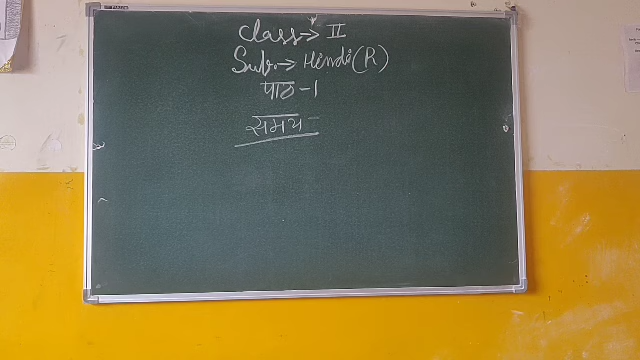 Class → II
Sub. → Hindi (R)
पाठ - 1
समय -